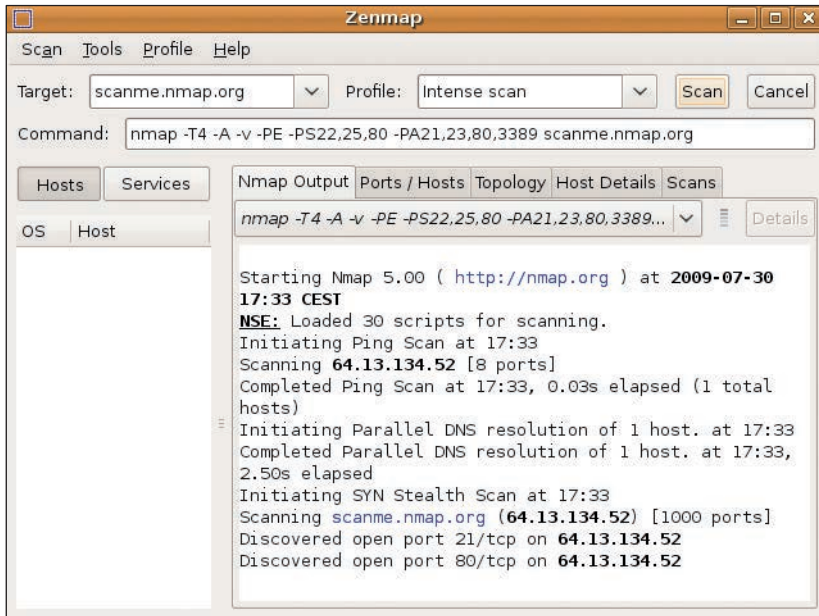 Zenmap
Scan Tools Profile Help
Target: scanme.nmap.org Profile: Intense scan Scan Cancel
Command: nmap -T4 -A -v -PE -PS22,25,80 -PA21,23,80,3389 scanme.nmap.org
Hosts Services
OS Host
Nmap Output Ports / Hosts Topology Host Details Scans
nmap -T4 -A -v -PE -PS22,25,80 -PA21,23,80,3389... Details
Starting Nmap 5.00 ( http://nmap.org ) at 2009-07-30
17:33 CEST
NSE: Loaded 30 scripts for scanning.
Initiating Ping Scan at 17:33
Scanning 64.13.134.52 [8 ports]
Completed Ping Scan at 17:33, 0.03s elapsed (1 total
hosts)
Initiating Parallel DNS resolution of 1 host. at 17:33
Completed Parallel DNS resolution of 1 host. at 17:33,
2.50s elapsed
Initiating SYN Stealth Scan at 17:33
Scanning scanme.nmap.org (64.13.134.52) [1000 ports]
Discovered open port 21/tcp on 64.13.134.52
Discovered open port 80/tcp on 64.13.134.52